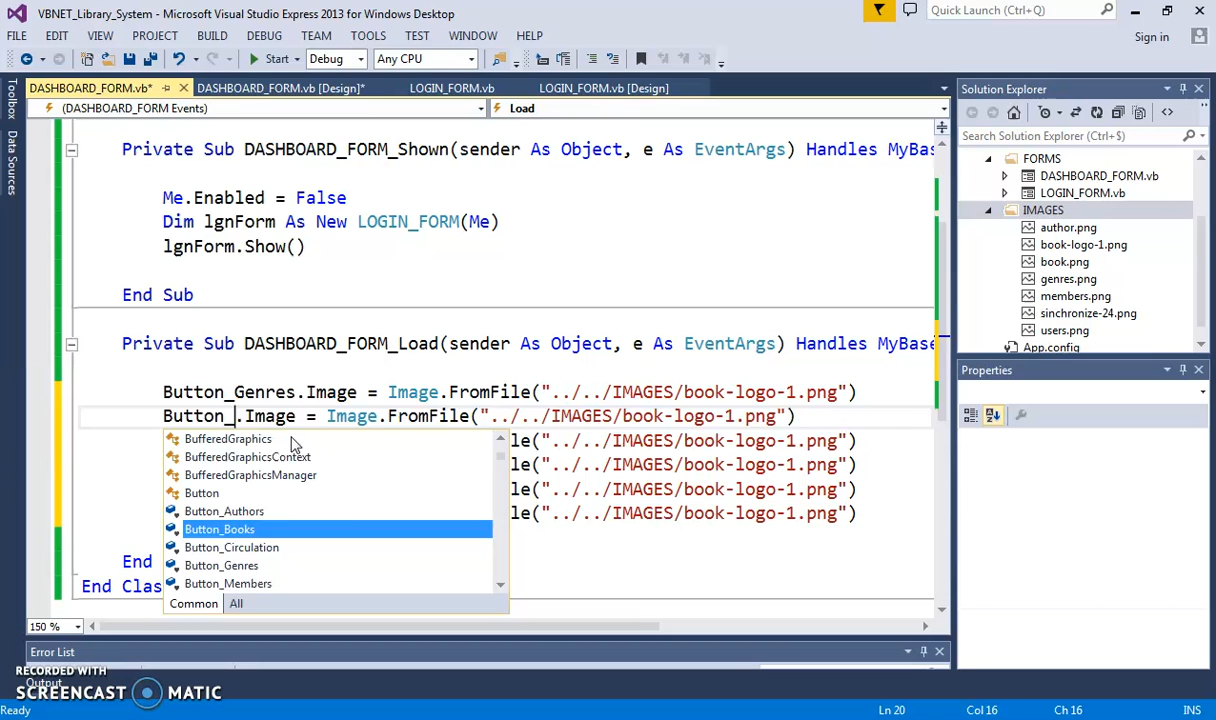 VBNET_Library_System - Microsoft Visual Studio Express 2013 for Windows Desktop
Quick Launch (Ctrl+Q)
FILE EDIT VIEW PROJECT BUILD DEBUG TEAM TOOLS TEST WINDOW HELP
Sign in
Start Debug Any CPU
DASHBOARD_FORM.vb* DASHBOARD_FORM.vb [Design]* LOGIN_FORM.vb LOGIN_FORM.vb [Design]
(DASHBOARD_FORM Events) Load
Toolbox
Data Sources
Private Sub DASHBOARD_FORM_Shown(sender As Object, e As EventArgs) Handles MyBase
Me.Enabled = False
Dim lgnForm As New LOGIN_FORM(Me)
lgnForm.Show()
End Sub
Private Sub DASHBOARD_FORM_Load(sender As Object, e As EventArgs) Handles MyBase
Button_Genres.Image = Image.FromFile("../../IMAGES/book-logo-1.png")
Button_.Image = Image.FromFile("../../IMAGES/book-logo-1.png")
le("../../IMAGES/book-logo-1.png")
le("../../IMAGES/book-logo-1.png")
le("../../IMAGES/book-logo-1.png")
le("../../IMAGES/book-logo-1.png")
End
End Clas
BufferedGraphics
BufferedGraphicsContext
BufferedGraphicsManager
Button
Button_Authors
Button_Books
Button_Circulation
Button_Genres
Button_Members
Common All
150 %
Error List
Output
Solution Explorer
Search Solution Explorer (Ctrl+$)
FORMS
DASHBOARD_FORM.vb
LOGIN_FORM.vb
IMAGES
author.png
book-logo-1.png
book.png
genres.png
members.png
sinchronize-24.png
users.png
App.config
Properties
RECORDED WITH
SCREENCAST MATIC
Ready Ln 20 Col 16 Ch 16 INS